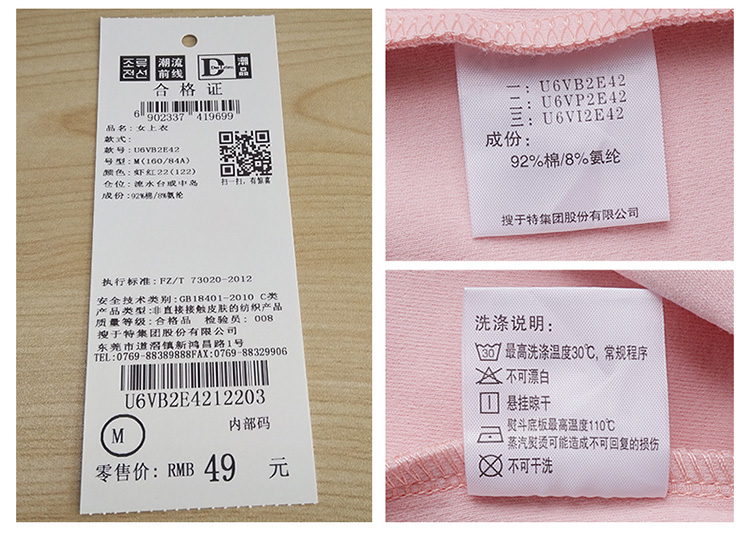 조류 潮流 D 潮
전선 前线 品
合格证
6 902337 419699
品名：女上衣
款式：
款号：U6VB2E42
号型：M(160/84A)
颜色：虾红22(122)
仓位：流水台或中岛
成份：92%棉/8%氨纶
扫一扫，有惊喜
执行标准：FZ/T 73020-2012
安全技术类别：GB18401-2010 C类
产品类型：非直接接触皮肤的纺织产品
质量等级：合格品 检验员：008
搜于特集团股份有限公司
东莞市道滘镇新鸿昌路1号
TEL:0769-88389888FAX:0769-88329906
U6VB2E4212203
内部码
M
零售价：RMB 49 元
一：U6VB2E42
二：U6VP2E42
三：U6VI2E42
成份：
92%棉/8%氨纶
搜于特集团股份有限公司
洗涤说明：
30 最高洗涤温度30℃，常规程序
不可漂白
悬挂晾干
熨斗底板最高温度110℃
蒸汽熨烫可能造成不可回复的损伤
不可干洗